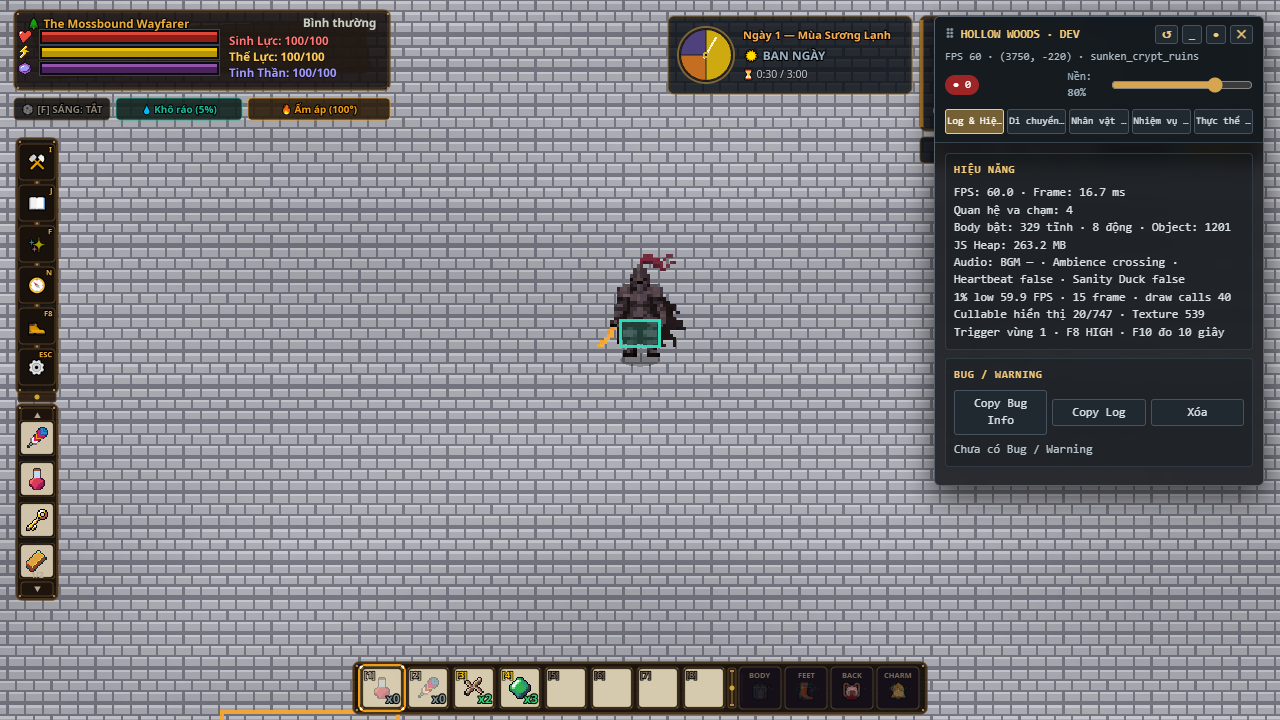 The Mossbound Wayfarer
Bình thường
Sinh Lực: 100/100
Thể Lực: 100/100
Tinh Thần: 100/100
[F] SÁNG: TẮT
Khô ráo (5%)
Ấm áp (100°)
Ngày 1 — Mùa Sương Lạnh
BAN NGÀY
0:30 / 3:00
HOLLOW WOODS · DEV
FPS 60 · (3750, -220) · sunken_crypt_ruins
0
Nền:
80%
Log & Hiệ…
Di chuyển…
Nhân vật …
Nhiệm vụ …
Thực thể …
HIỆU NĂNG
FPS: 60.0 · Frame: 16.7 ms
Quan hệ va chạm: 4
Body bật: 329 tĩnh · 8 động · Object: 1201
JS Heap: 263.2 MB
Audio: BGM — · Ambience crossing ·
Heartbeat false · Sanity Duck false
1% low 59.9 FPS · 15 frame · draw calls 40
Cullable hiển thị 20/747 · Texture 539
Trigger vùng 1 · F8 HIGH · F10 đo 10 giây
BUG / WARNING
Copy Bug
Info
Copy Log
Xóa
Chưa có Bug / Warning
I
J
F
N
F8
ESC
[1]
x0
[2]
x0
[3]
x2
[4]
x3
[5]
[6]
[7]
[8]
BODY
FEET
BACK
CHARM